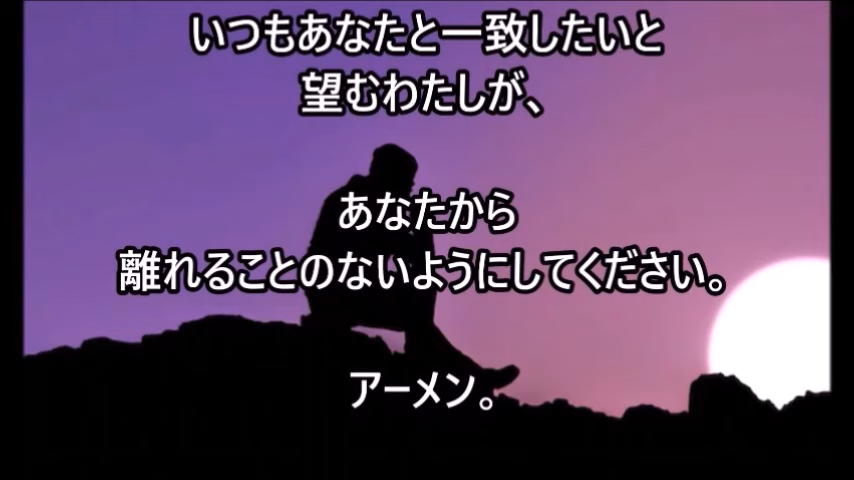 いつもあなたと一致したいと
望むわたしが、
あなたから
離れることのないようにしてください。
アーメン。